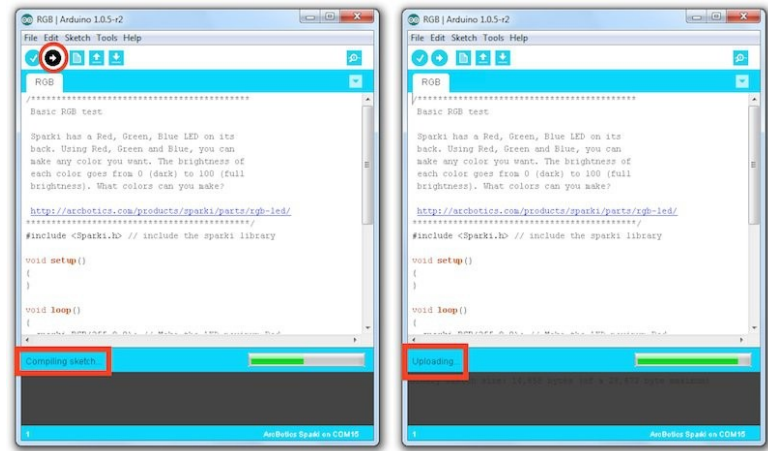 RGB | Arduino 1.0.5-r2
File Edit Sketch Tools Help
RGB
/*******************************************
Basic RGB test
Sparki has a Red, Green, Blue LED on its
back. Using Red, Green and Blue, you can
make any color you want. The brightness of
each color goes from 0 (dark) to 100 (full
brightness). What colors can you make?
http://arcbotics.com/products/sparki/parts/rgb-led/
*******************************************/
#include <Sparki.h> // include the sparki library
void setup()
{
}
void loop()
{
Compiling sketch...
1
ArcBotics Sparki on COM15
RGB | Arduino 1.0.5-r2
File Edit Sketch Tools Help
RGB
/*******************************************
Basic RGB test
Sparki has a Red, Green, Blue LED on its
back. Using Red, Green and Blue, you can
make any color you want. The brightness of
each color goes from 0 (dark) to 100 (full
brightness). What colors can you make?
http://arcbotics.com/products/sparki/parts/rgb-led/
*******************************************/
#include <Sparki.h> // include the sparki library
void setup()
{
}
void loop()
{
Uploading...
1
ArcBotics Sparki on COM15